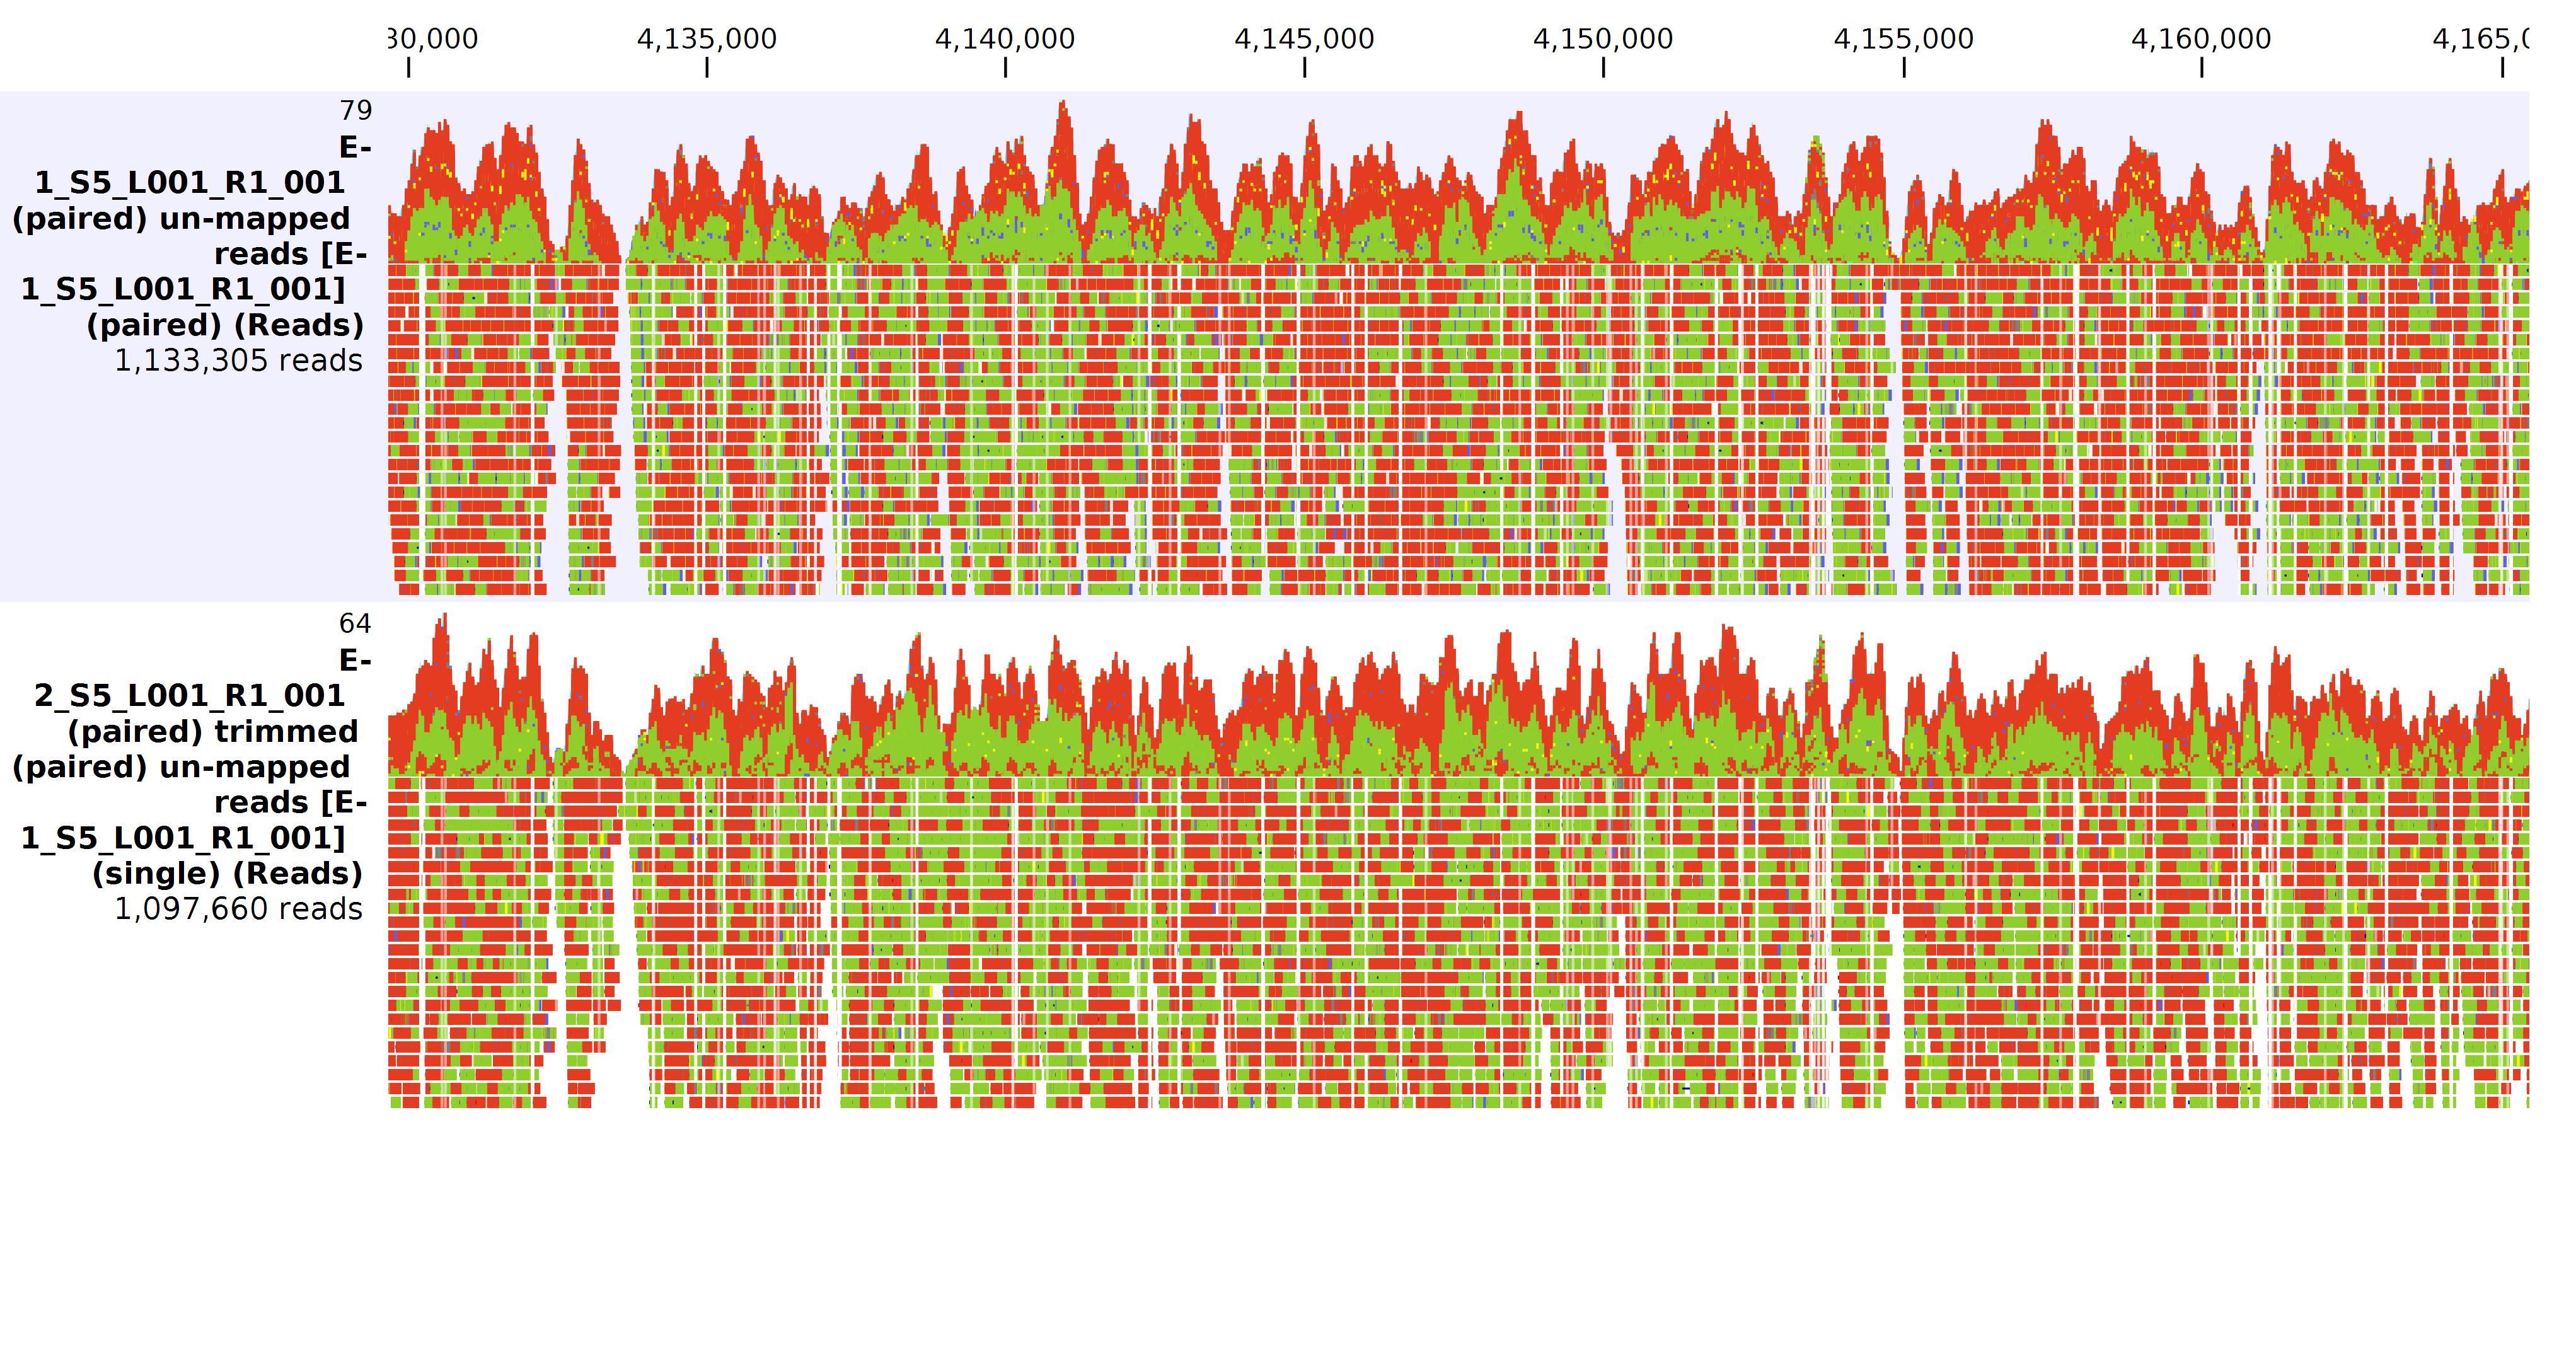 30,000 4,135,000 4,140,000 4,145,000 4,150,000 4,155,000 4,160,000 4,165,0
79
E-
1_S5_L001_R1_001
(paired) un-mapped
reads [E-
1_S5_L001_R1_001]
(paired) (Reads)
1,133,305 reads
64
E-
2_S5_L001_R1_001
(paired) trimmed
(paired) un-mapped
reads [E-
1_S5_L001_R1_001]
(single) (Reads)
1,097,660 reads